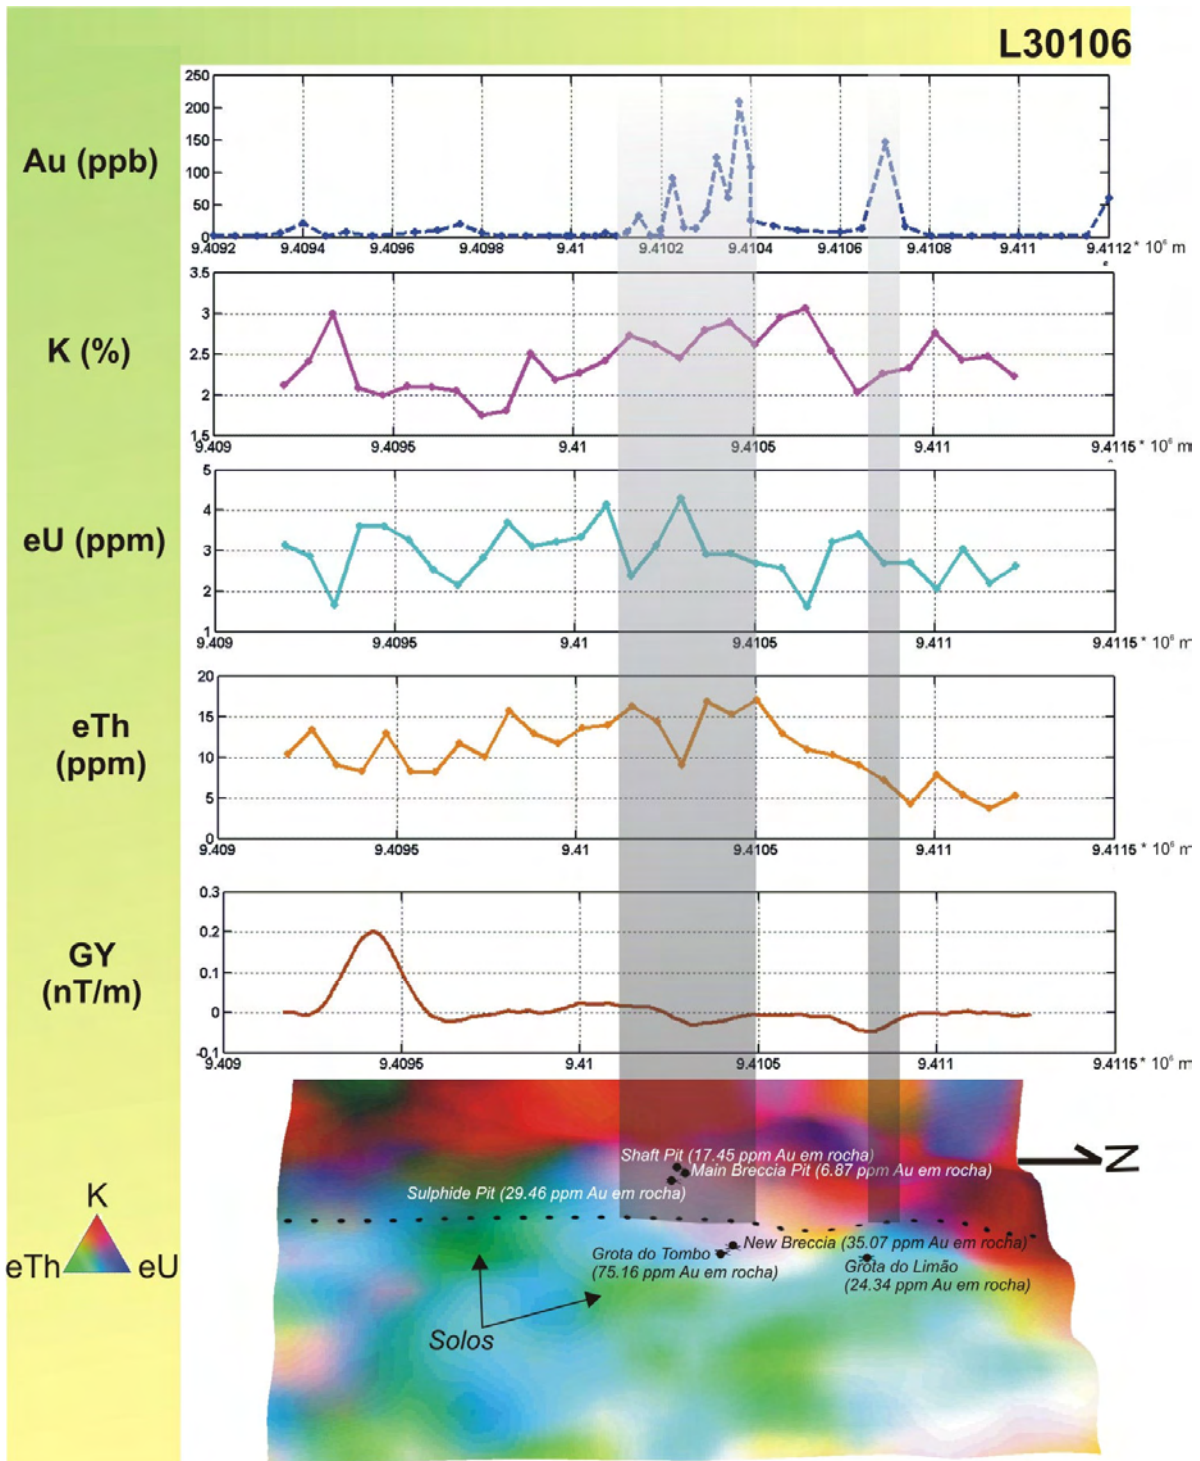 L30106
Au (ppb)
250
200
150
100
50
0
9.4092 9.4094 9.4096 9.4098 9.41 9.4102 9.4104 9.4106 9.4108 9.411 9.4112 * 10⁶ m
K (%)
3.5
3
2.5
2
1.5
9.409 9.4095 9.41 9.4105 9.411 9.4115 * 10⁶ m
eU (ppm)
5
4
3
2
1
9.409 9.4095 9.41 9.4105 9.411 9.4115 * 10⁶ m
eTh
(ppm)
20
15
10
5
0
9.409 9.4095 9.41 9.4105 9.411 9.4115 * 10⁶ m
GY
(nT/m)
0.3
0.2
0.1
0
-0.1
9.409 9.4095 9.41 9.4105 9.411 9.4115 * 10⁶ m
Shaft Pit (17.45 ppm Au em rocha)
Main Breccia Pit (6.87 ppm Au em rocha)
N
Sulphide Pit (29.46 ppm Au em rocha)
K
eTh eU
New Breccia (35.07 ppm Au em rocha)
Grota do Tombo
(75.16 ppm Au em rocha)
Grota do Limão
(24.34 ppm Au em rocha)
Solos